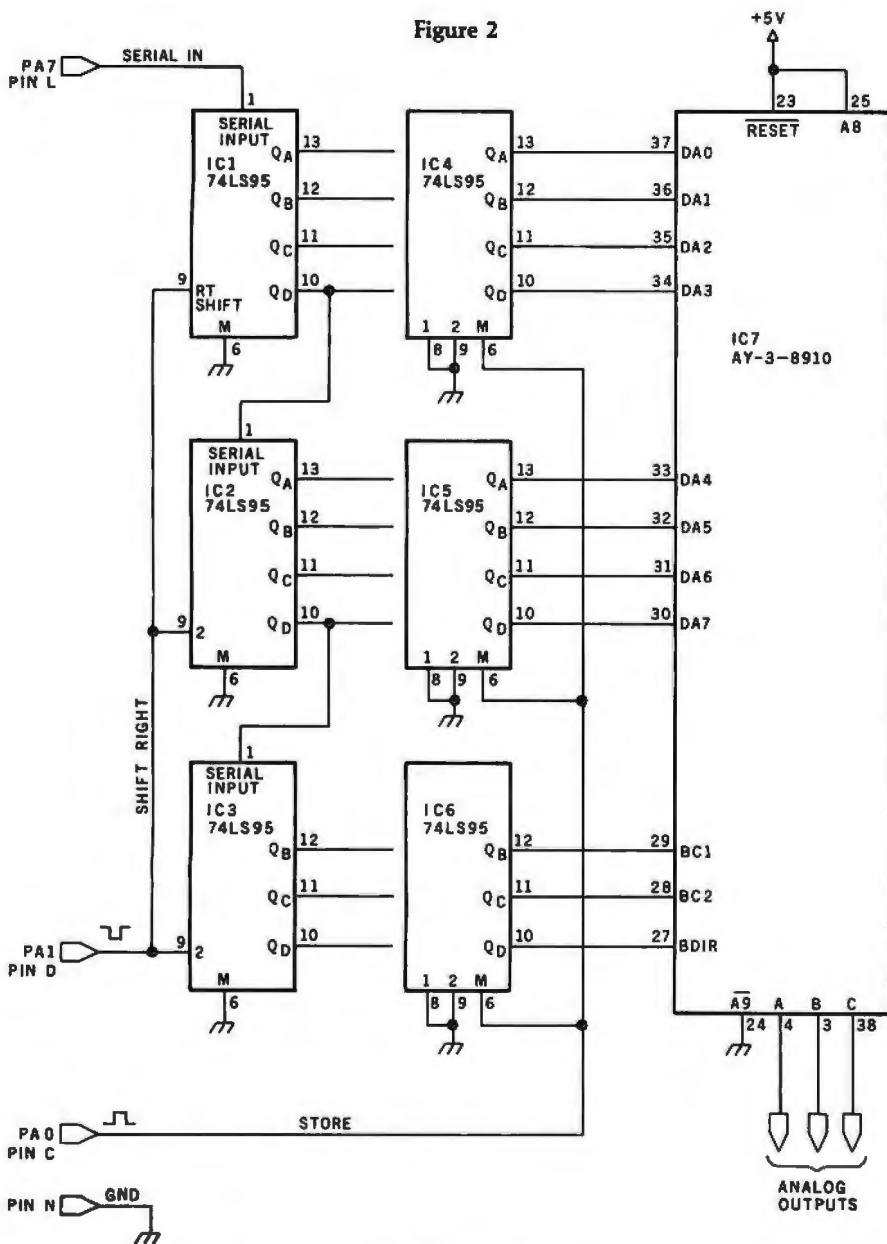 Figure 2
+5V
PA7
PIN L
SERIAL IN
1
SERIAL
INPUT
IC1
74LS95
QA 13
QB 12
QC 11
QD 10
9
RT
SHIFT
M
6
IC4
74LS95
QA 13
QB 12
QC 11
QD 10
1 2 M
8 9 6
23 25
RESET A8
37 DA0
36 DA1
35 DA2
34 DA3
IC7
AY-3-8910
1
SERIAL
INPUT
IC2
74LS95
QA 13
QB 12
QC 11
QD 10
9 2
M
6
IC5
74LS95
QA 13
QB 12
QC 11
QD 10
1 2 M
8 9 6
33 DA4
32 DA5
31 DA6
30 DA7
SHIFT RIGHT
1
SERIAL
INPUT
IC3
74LS95
QB 12
QC 11
QD 10
9 2
M
6
IC6
74LS95
QB 12
QC 11
QD 10
1 2 M
8 9 6
29 BC1
28 BC2
27 BDIR
A9 A B C
24 4 3 38
PA1
PIN D
PA0
PIN C
STORE
PIN N
GND
ANALOG
OUTPUTS